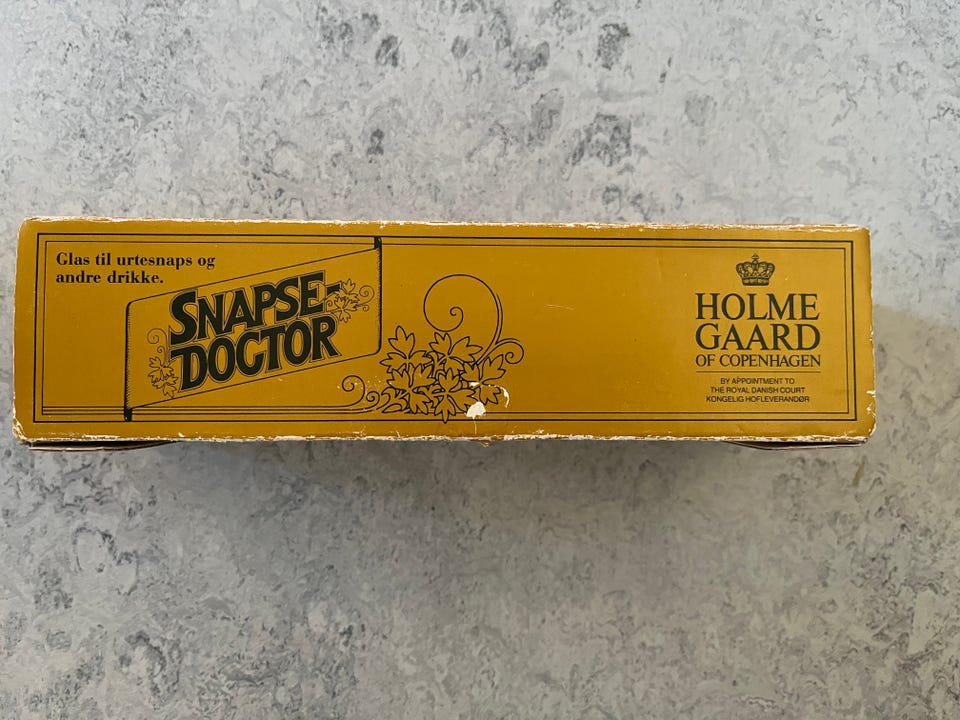 Glas til urtesnaps og
andre drikke.
SNAPSE-
DOCTOR
HOLME
GAARD
OF COPENHAGEN
BY APPOINTMENT TO
THE ROYAL DANISH COURT
KONGELIG HOFLEVERANDØR